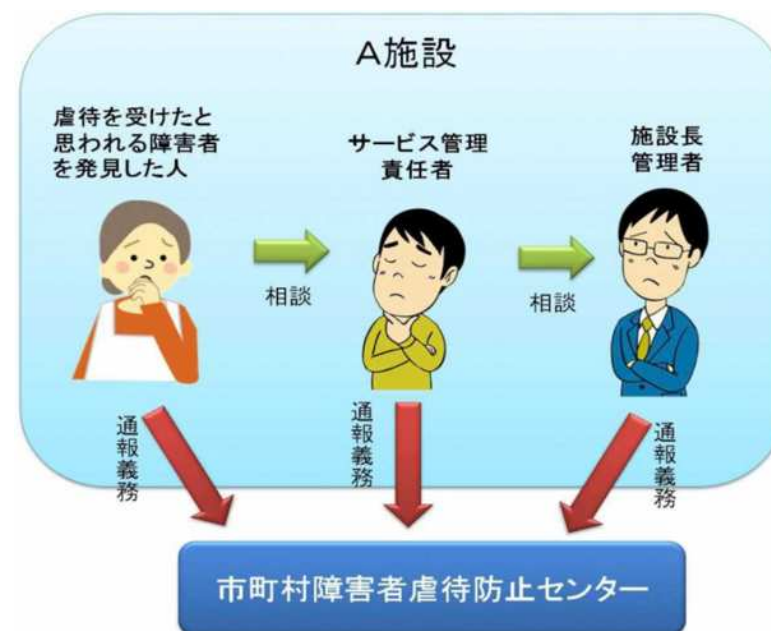 A施設
虐待を受けたと
思われる障害者
を発見した人
サービス管理
責任者
施設長
管理者
相談
相談
通報義務
通報義務
通報義務
市町村障害者虐待防止センター